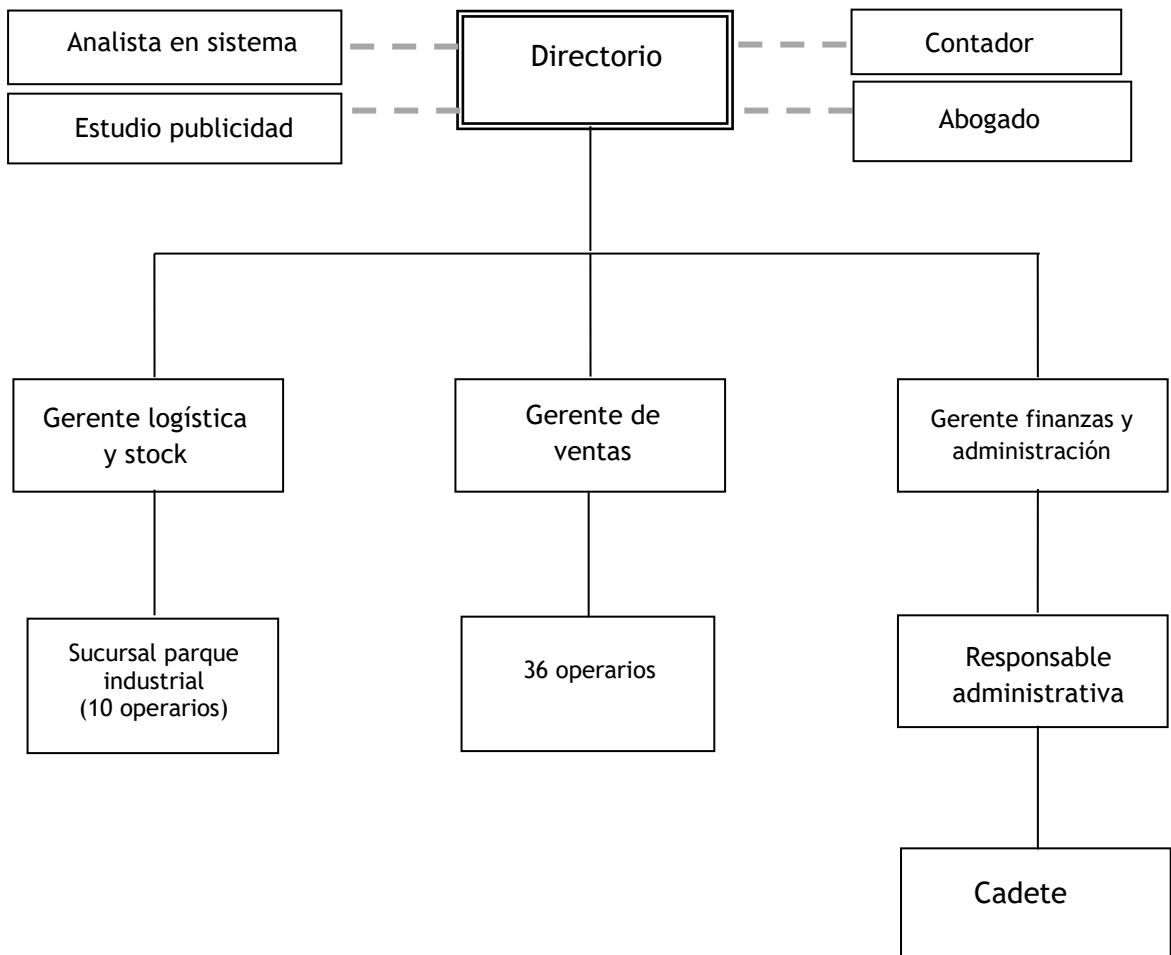 Analista en sistema
Directorio
Contador
Estudio publicidad
Abogado
Gerente logística
y stock
Gerente de
ventas
Gerente finanzas y
administración
Sucursal parque
industrial
(10 operarios)
36 operarios
Responsable
administrativa
Cadete